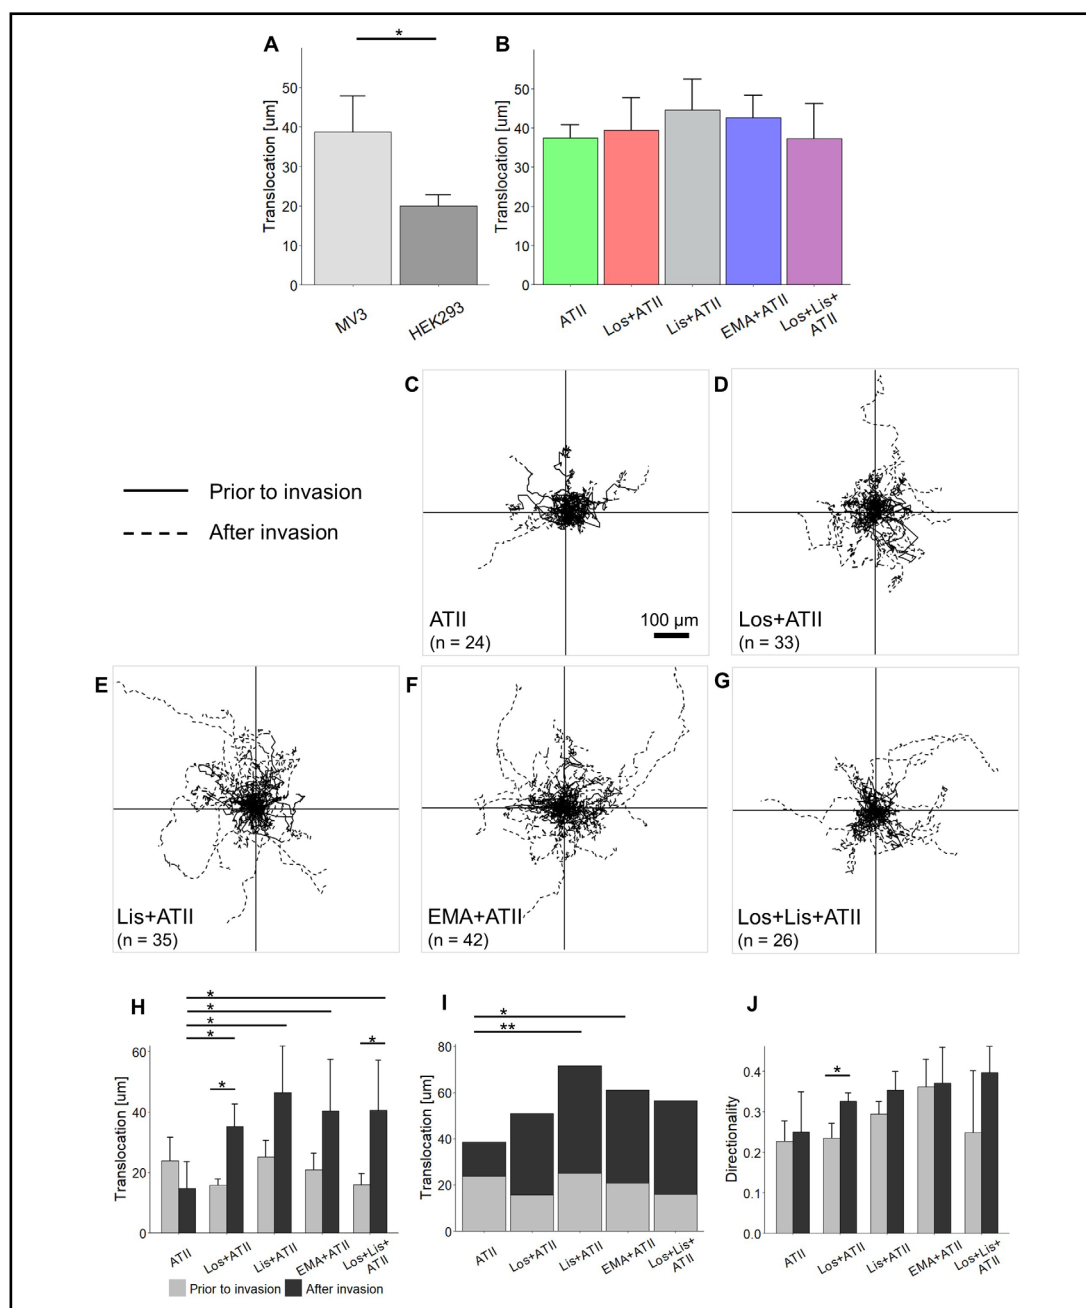 A
*
Translocation [um]
50
40
30
20
10
0
MV3
HEK293
B
Translocation [um]
50
40
30
20
10
0
ATII
Los+ATII
Lis+ATII
EMA+ATII
Los+Lis+
ATII
Prior to invasion
After invasion
C
ATII
(n = 24)
100 µm
D
Los+ATII
(n = 33)
E
Lis+ATII
(n = 35)
F
EMA+ATII
(n = 42)
G
Los+Lis+ATII
(n = 26)
H
*
*
*
*
*
*
Translocation [um]
60
40
20
0
ATII
Los+ATII
Lis+ATII
EMA+ATII
Los+Lis+
ATII
Prior to invasion
After invasion
I
*
**
Translocation [um]
80
60
40
20
0
ATII
Los+ATII
Lis+ATII
EMA+ATII
Los+Lis+
ATII
J
*
Directionality
0.4
0.3
0.2
0.1
0.0
ATII
Los+ATII
Lis+ATII
EMA+ATII
Los+Lis+
ATII